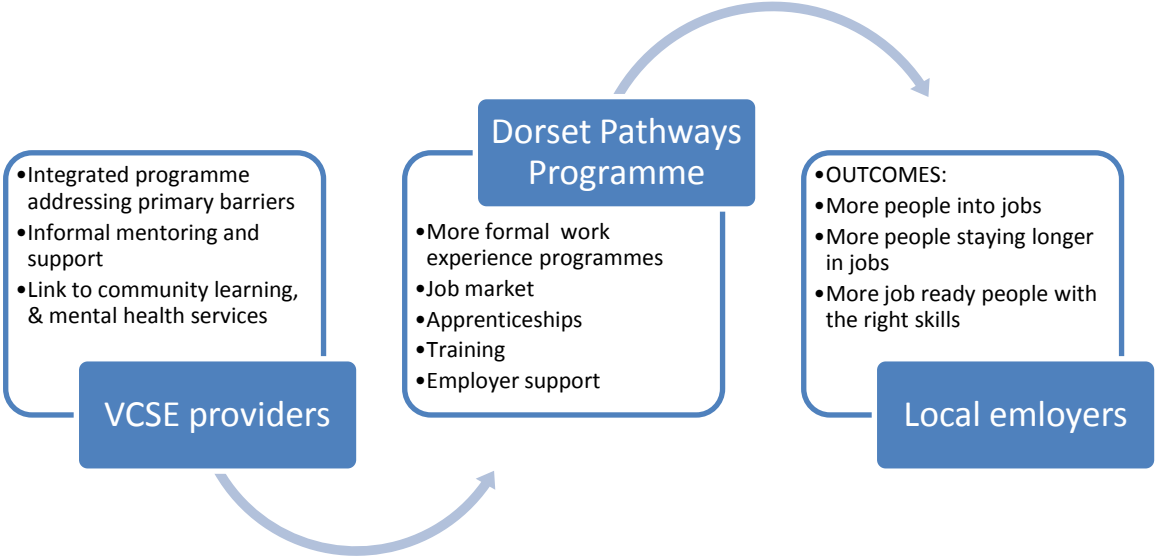 •Integrated programme
addressing primary barriers
•Informal mentoring and
support
•Link to community learning,
& mental health services
VCSE providers
Dorset Pathways
Programme
•More formal work
experience programmes
•Job market
•Apprenticeships
•Training
•Employer support
•OUTCOMES:
•More people into jobs
•More people staying longer
in jobs
•More job ready people with
the right skills
Local emloyers